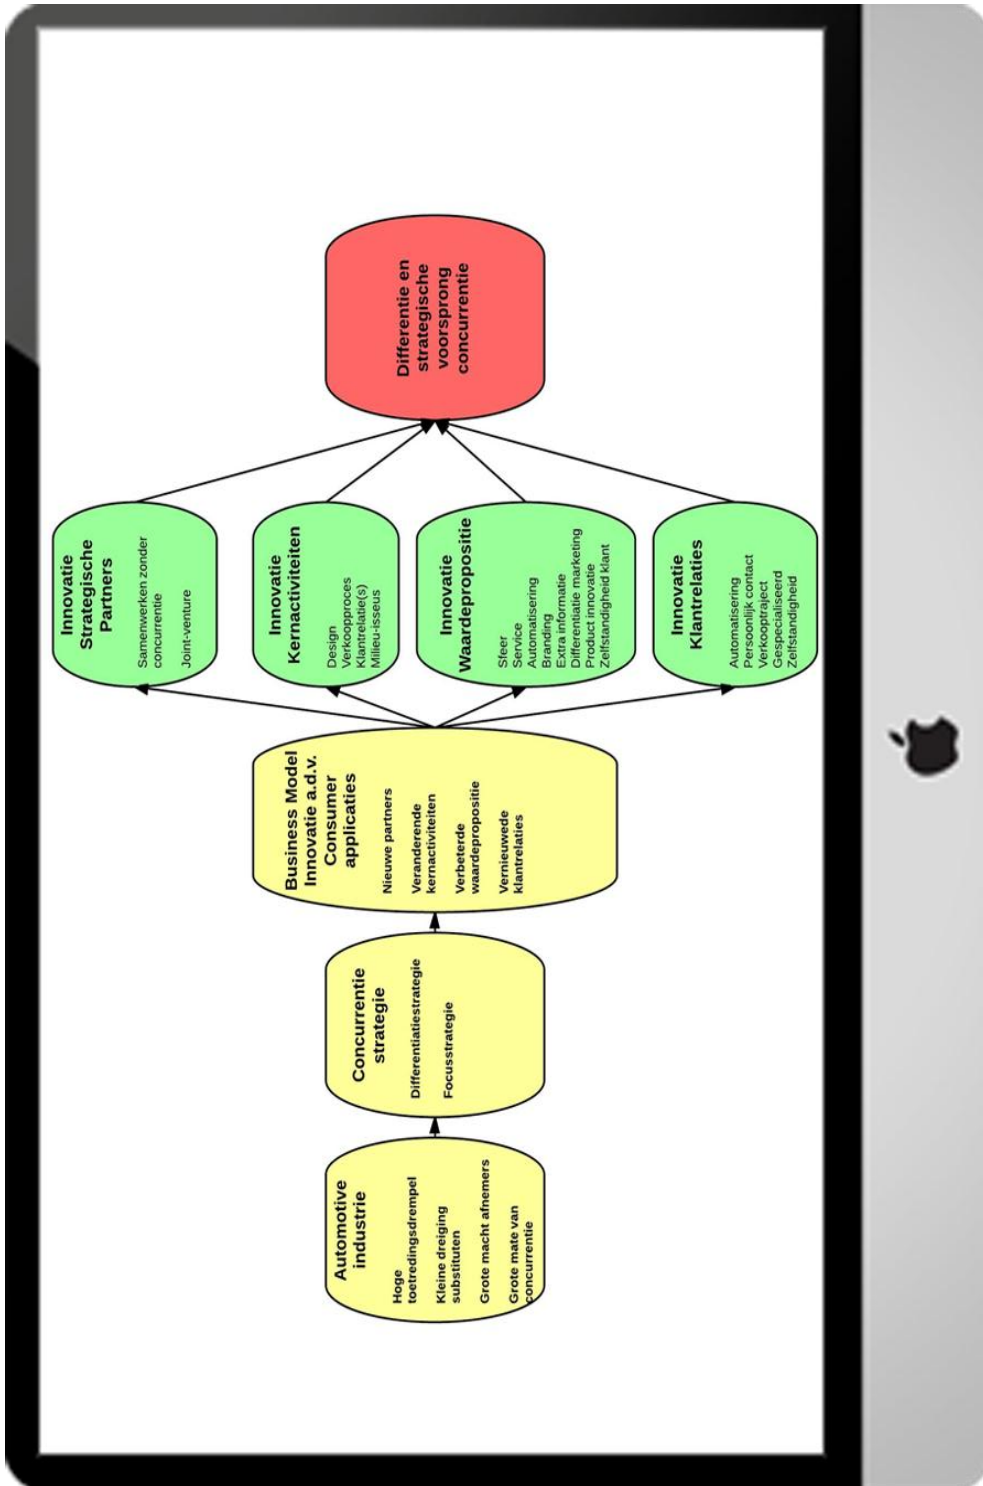 Automotive
industrie
Hoge
toetredingsdrempel
Kleine dreiging
substituten
Grote macht afnemers
Grote mate van
concurrentie
Concurrentie
strategie
Differentiatiestrategie
Focusstrategie
Business Model
Innovatie a.d.v.
Consumer
applicaties
Nieuwe partners
Veranderende
kernactiviteiten
Verbeterde
waardepropositie
Vernieuwede
klantrelaties
Innovatie
Strategische
Partners
Samenwerken zonder
concurrentie
Joint-venture
Innovatie
Kernactiviteiten
Design
Verkoopproces
Klantrelatie(s)
Milieu-isseus
Innovatie
Waardepropositie
Sfeer
Service
Automatisering
Branding
Extra informatie
Differentiatie marketing
Product innovatie
Zelfstandigheid klant
Innovatie
Klantrelaties
Automatisering
Persoonlijk contact
Verkooptraject
Gespecialiseerd
Zelfstandigheid
Differentie en
strategische
voorsprong
concurrentie